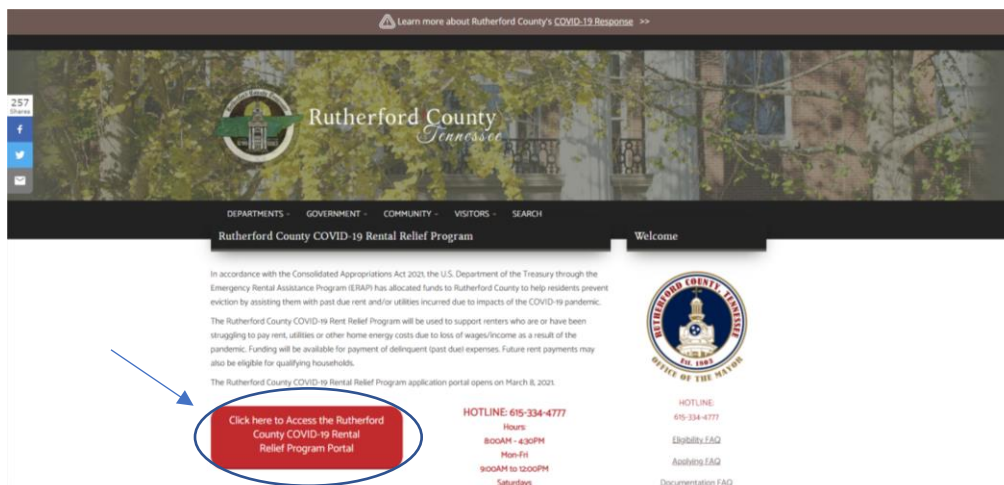 Learn more about Rutherford County's COVID-19 Response >>
257
Shares
Rutherford County
Tennessee
DEPARTMENTS
GOVERNMENT
COMMUNITY
VISITORS
SEARCH
Rutherford County COVID-19 Rental Relief Program
Welcome
In accordance with the Consolidated Appropriations Act 2021, the U.S. Department of the Treasury through the
Emergency Rental Assistance Program (ERAP) has allocated funds to Rutherford County to help residents prevent
eviction by assisting them with past due rent and/or utilities incurred due to impacts of the COVID-19 pandemic.
The Rutherford County COVID-19 Rent Relief Program will be used to support renters who are or have been
struggling to pay rent, utilities or other home energy costs due to loss of wages/income as a result of the
pandemic. Funding will be available for payment of delinquent (past due) expenses. Future rent payments may
also be eligible for qualifying households.
The Rutherford County COVID-19 Rental Relief Program application portal opens on March 8, 2021.
Click here to Access the Rutherford
County COVID-19 Rental
Relief Program Portal
HOTLINE: 615-334-4777
Hours:
8:00AM - 4:30PM
Mon-Fri
9:00AM to 12:00PM
Saturdays
RUTHERFORD COUNTY, TENNESSEE
EST. 1803
OFFICE OF THE MAYOR
HOTLINE:
615-334-4777
Eligibility FAQ
Applying FAQ
Documentation FAQ